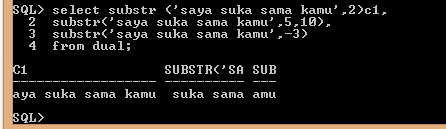 SQL> select substr ('saya suka sama kamu',2)c1,
2 substr('saya suka sama kamu',5,10),
3 substr('saya suka sama kamu',-3)
4 from dual;
C1 SUBSTR('SA SUB
------------------ ---------- ---
aya suka sama kamu  suka sama amu
SQL>